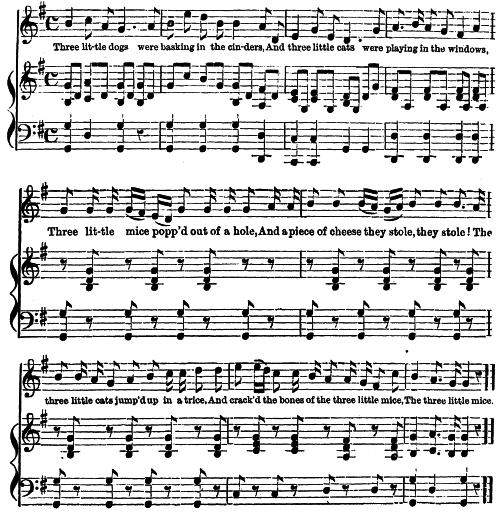 Three lit-tle dogs were basking in the cin-ders, And three little cats were playing in the windows,
Three lit-tle mice popp'd out of a hole, And a piece of cheese they stole, they stole! The
three little cats jump'd up in a trice, And crack'd the bones of the three little mice, The three little mice.